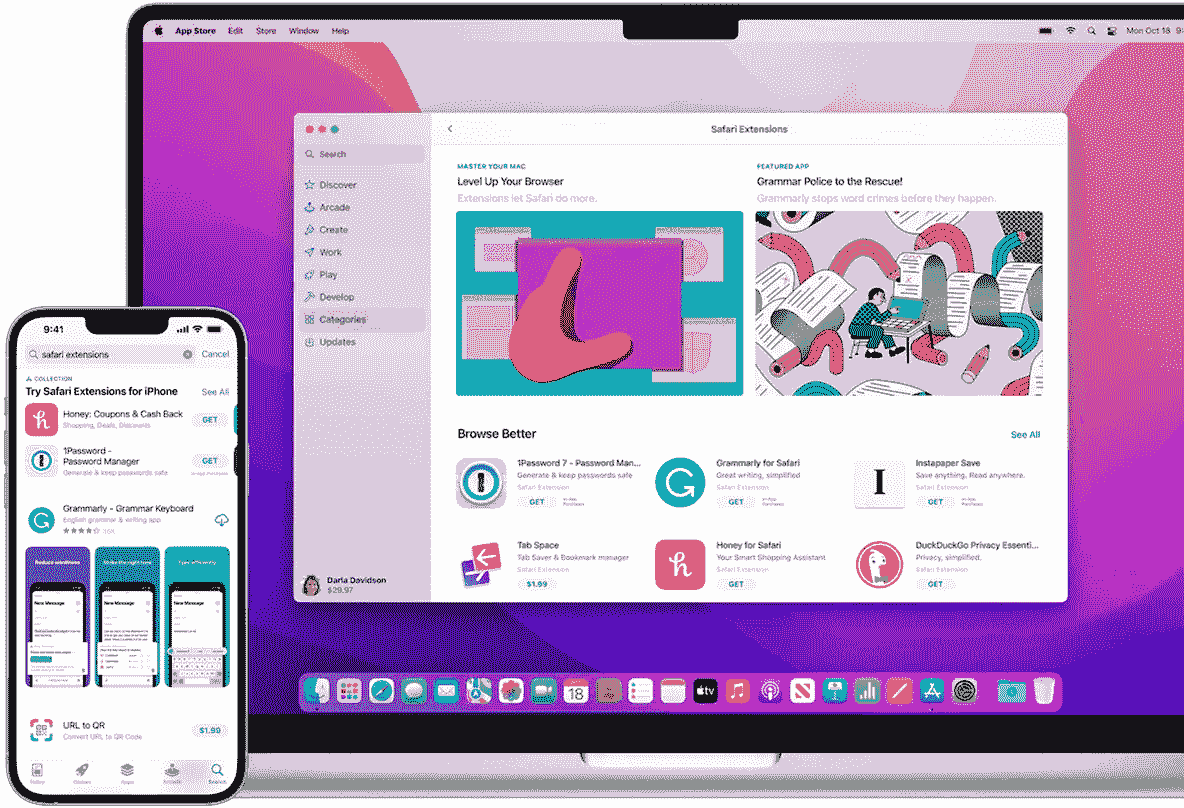 App Store Edit Store Window Help
Mon Oct 18 9:
Safari Extensions
Search
Discover
Arcade
Create
Work
Play
Develop
Categories
Updates
Darla Davidson
$29.97
MASTER YOUR MAC
Level Up Your Browser
Extensions let Safari do more.
FEATURED APP
Grammar Police to the Rescue!
Grammarly stops word crimes before they happen.
Browse Better
See All
1Password 7 - Password Man...
Generate & keep passwords safe
Safari Extension
GET
In-App Purchases
Grammarly for Safari
Great writing, simplified
Safari Extension
GET
In-App Purchases
Instapaper Save
Save anything. Read anywhere.
Safari Extension
GET
In-App Purchases
Tab Space
Tab Saver & Bookmark manager
Safari Extension
$1.99
Honey for Safari
Your Smart Shopping Assistant
Safari Extension
GET
DuckDuckGo Privacy Essenti...
Privacy, simplified.
Safari Extension
GET
18
tv
9:41
safari extensions
Cancel
COLLECTION
Try Safari Extensions for iPhone
See All
Honey: Coupons & Cash Back
Shopping, Deals, Discounts
GET
1Password -
Password Manager
Generate & keep passwords safe
GET
In-App Purchases
Grammarly - Grammar Keyboard
English grammar & writing app
New Message
New Message
New Message
URL to QR
Convert URL to QR Code
$1.99
Today
Games
Apps
Arcade
Search